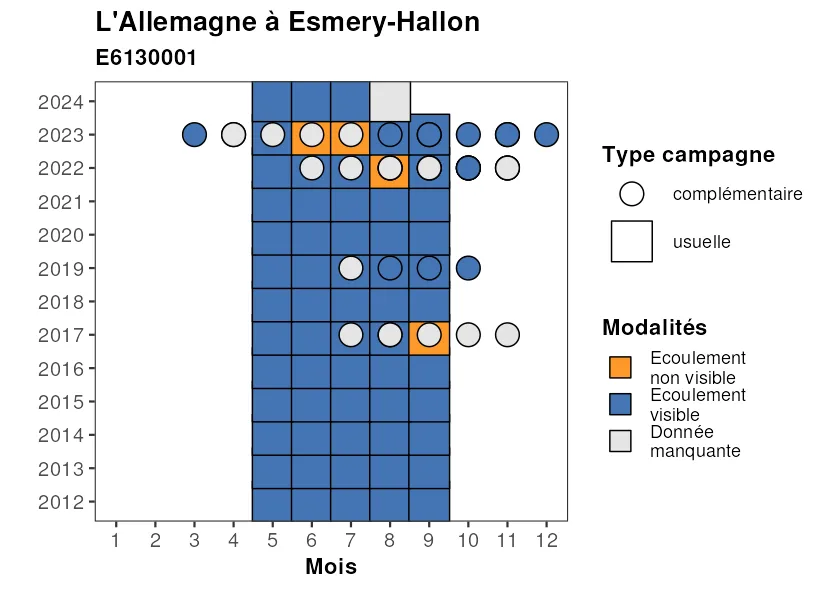 L'Allemagne à Esmery-Hallon
E6130001
2024
2023
2022
2021
2020
2019
2018
2017
2016
2015
2014
2013
2012
1 2 3 4 5 6 7 8 9 10 11 12
Mois
Type campagne
complémentaire
usuelle
Modalités
Ecoulement
non visible
Ecoulement
visible
Donnée
manquante